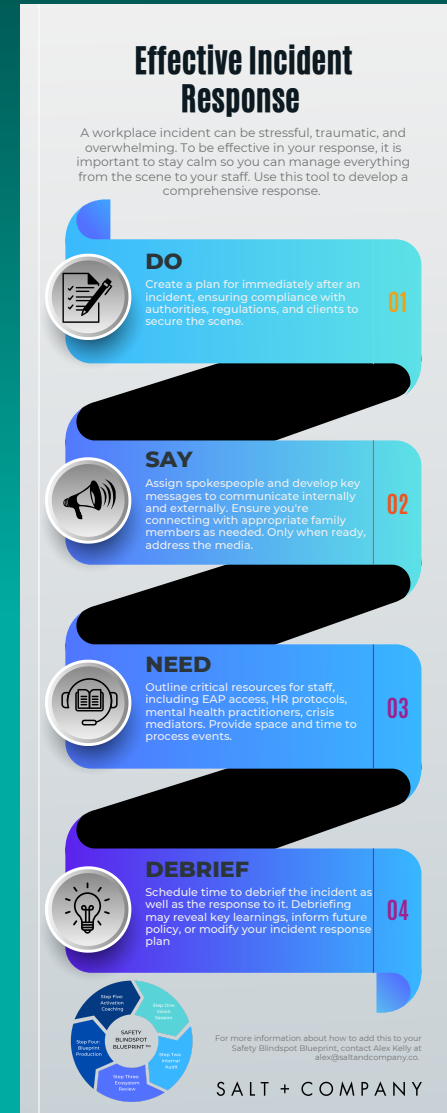 Effective Incident
Response
A workplace incident can be stressful, traumatic, and
overwhelming. To be effective in your response, it is
important to stay calm so you can manage everything
from the scene to your staff. Use this tool to develop a
comprehensive response.
DO
Create a plan for immediately after an
incident, ensuring compliance with
authorities, regulations, and clients to
secure the scene.
01
SAY
Assign spokespeople and develop key
messages to communicate internally
and externally. Ensure you're
connecting with appropriate family
members as needed. Only when ready,
address the media.
02
NEED
Outline critical resources for staff,
including EAP access, HR protocols,
mental health practitioners, crisis
mediators. Provide space and time to
process events.
03
DEBRIEF
Schedule time to debrief the incident as
well as the response to it. Debriefing
may reveal key learnings, inform future
policy, or modify your incident response
plan
04
Step Five:
Activation
Coaching
Step One:
Vision
Session
Step Four:
Blueprint
Production
SAFETY
BLINDSPOT
BLUEPRINT ™
Step Two:
Internal
Audit
Step Three:
Ecosystem
Review
For more information about how to add this to your
Safety Blindspot Blueprint, contact Alex Kelly at
alex@saltandcompany.co.
SALT + COMPANY